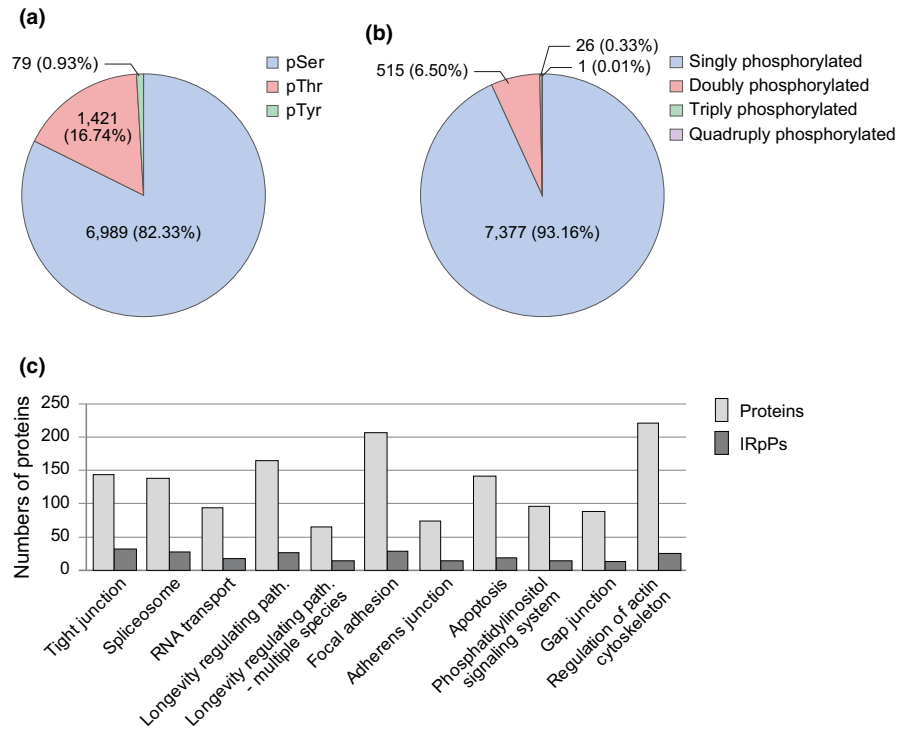 (a)
79 (0.93%)
1,421
(16.74%)
6,989 (82.33%)
pSer
pThr
pTyr
(b)
26 (0.33%)
1 (0.01%)
515 (6.50%)
7,377 (93.16%)
Singly phosphorylated
Doubly phosphorylated
Triply phosphorylated
Quadruply phosphorylated
(c)
Numbers of proteins
250
200
150
100
50
0
Proteins
IRpPs
Tight junction
Spliceosome
RNA transport
Longevity regulating path.
Longevity regulating path.
- multiple species
Focal adhesion
Adherens junction
Apoptosis
Phosphatidylinositol
signaling system
Gap junction
Regulation of actin
cytoskeleton